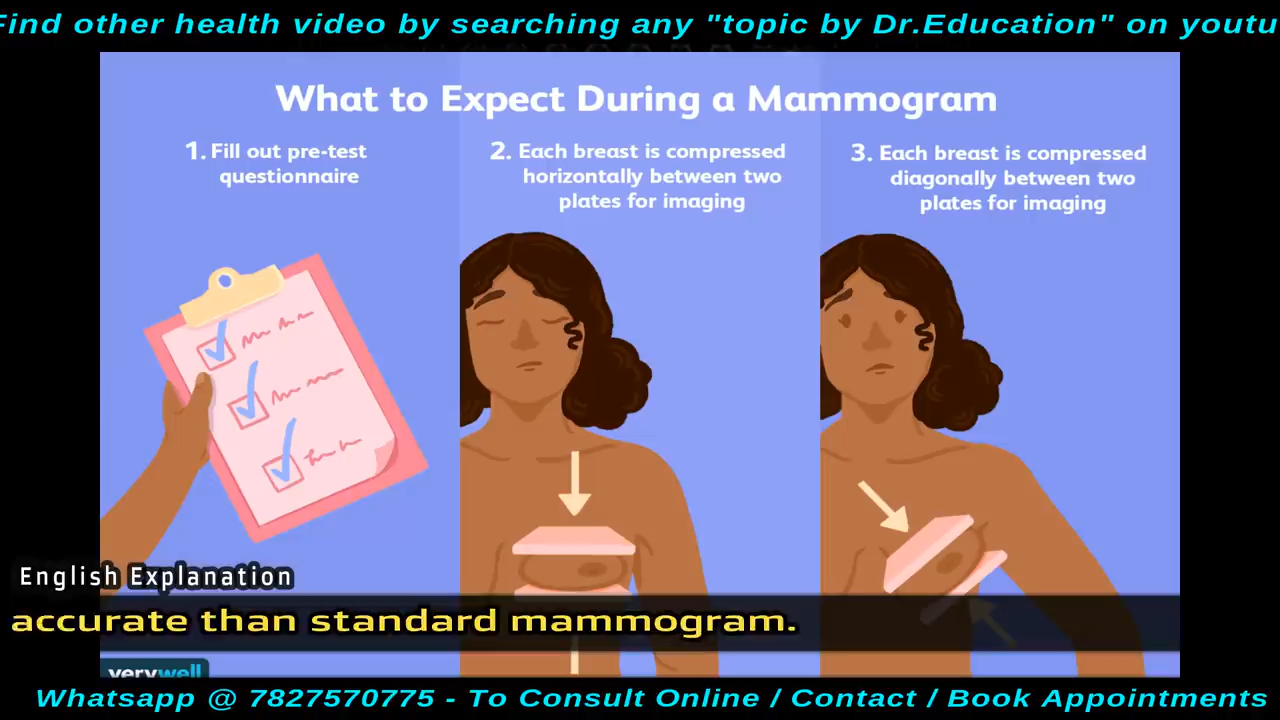 Find other health video by searching any "topic by Dr.Education" on youtu
What to Expect During a Mammogram
1. Fill out pre-test
questionnaire
2. Each breast is compressed
horizontally between two
plates for imaging
3. Each breast is compressed
diagonally between two
plates for imaging
English Explanation
accurate than standard mammogram.
verywell
Whatsapp @ 7827570775 - To Consult Online / Contact / Book Appointments